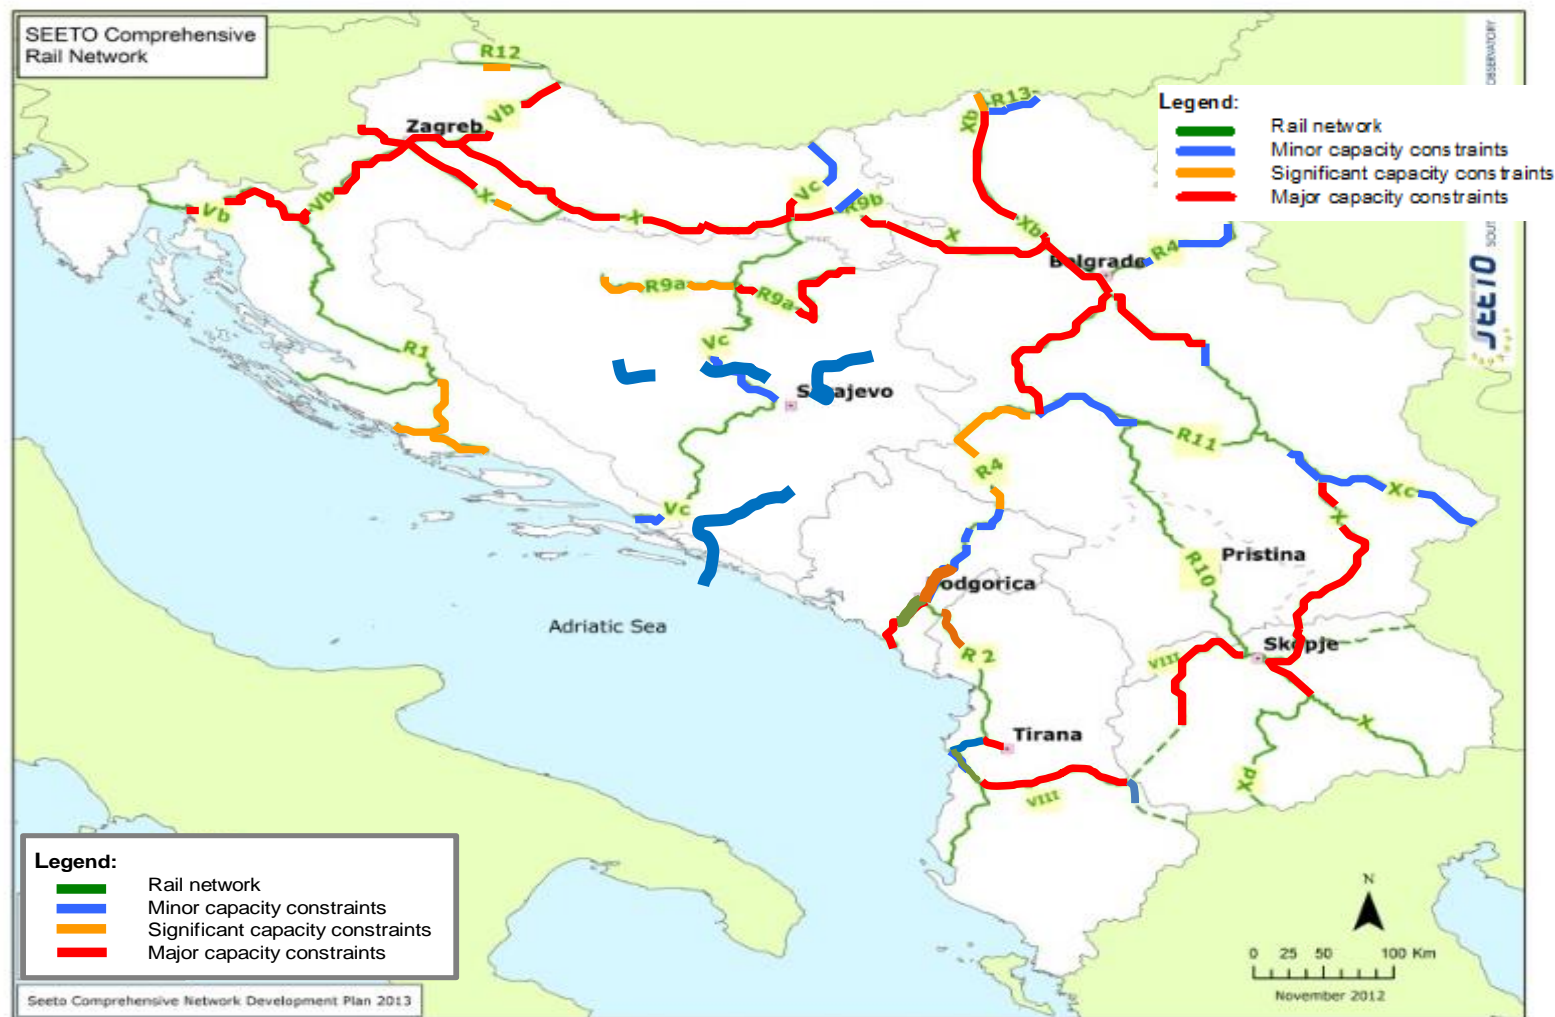 SEETO Comprehensive
Rail Network
R12
Vb
Zagreb
R13
Xb
Legend:
Rail network
Minor capacity constraints
Significant capacity constraints
Major capacity constraints
OBSERVATORY
SOUT
SEETO
Vb
Vb
X
X
Vc
R9b
X
Xb
Belgrade
R4
R9a
R9a
R1
Vc
Sarajevo
R11
R4
Xc
Vc
X
Pristina
R10
Podgorica
Adriatic Sea
R 2
VIII
Skopje
X
Tirana
Xd
VIII
Legend:
Rail network
Minor capacity constraints
Significant capacity constraints
Major capacity constraints
N
0 25 50 100 Km
November 2012
Seeto Comprehensive Network Development Plan 2013